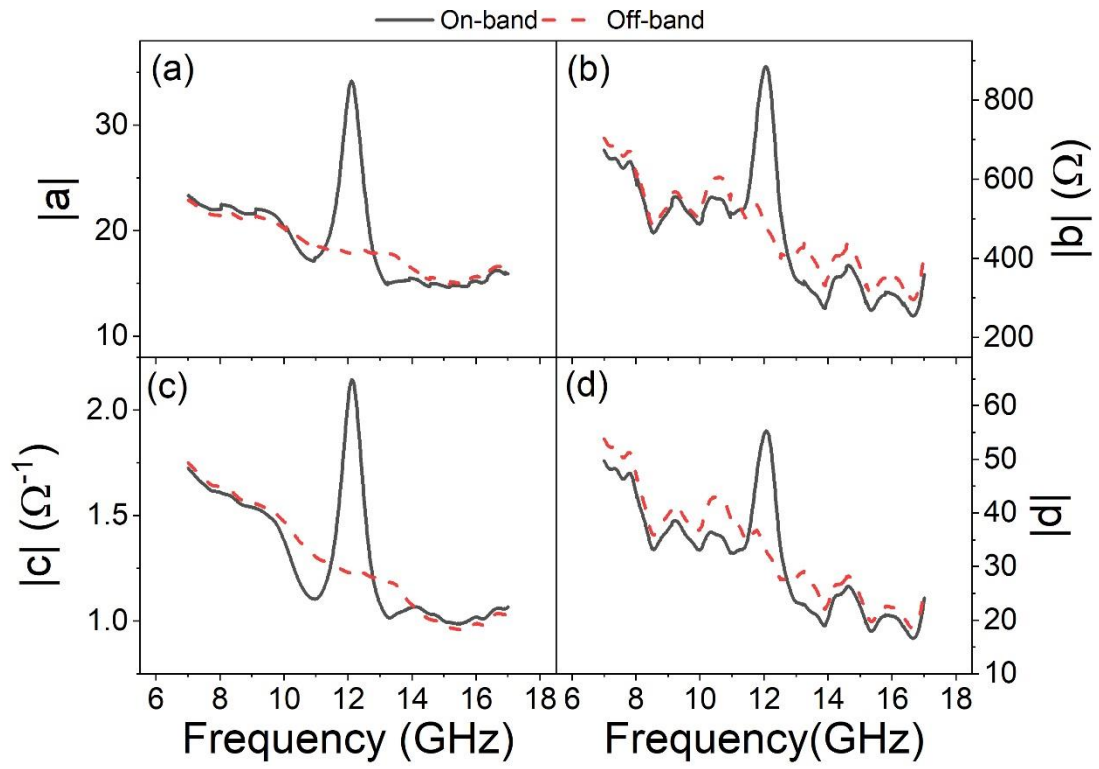 On-band Off-band
(a)
30
20
10
|a|
(b)
800
600
400
200
|b| (Ω)
(c)
2.0
1.5
1.0
|c| (Ω⁻¹)
(d)
60
50
40
30
20
10
|d|
6 8 10 12 14 16 18
6 8 10 12 14 16 18
Frequency (GHz)
Frequency(GHz)